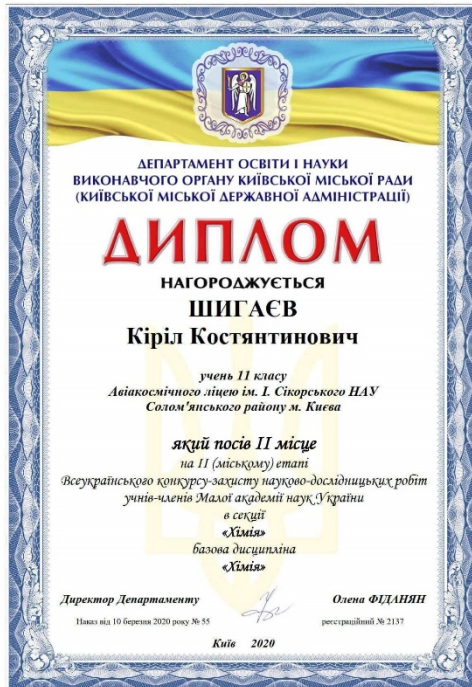 ДЕПАРТАМЕНТ ОСВІТИ І НАУКИ
ВИКОНАВЧОГО ОРГАНУ КИЇВСЬКОЇ МІСЬКОЇ РАДИ
(КИЇВСЬКОЇ МІСЬКОЇ ДЕРЖАВНОЇ АДМІНІСТРАЦІЇ)
ДИПЛОМ
НАГОРОДЖУЄТЬСЯ
ШИГАЄВ
Кіріл Костянтинович
учень 11 класу
Авіакосмічного ліцею ім. І. Сікорського НАУ
Солом'янського району м. Києва
який посів II місце
на II (міському) етапі
Всеукраїнського конкурсу-захисту науково-дослідницьких робіт
учнів-членів Малої академії наук України
в секції
«Хімія»
базова дисципліна
«Хімія»
Директор Департаменту Олена ФІДАНЯН
Наказ від 10 березня 2020 року № 55 реєстраційний № 2137
Київ 2020